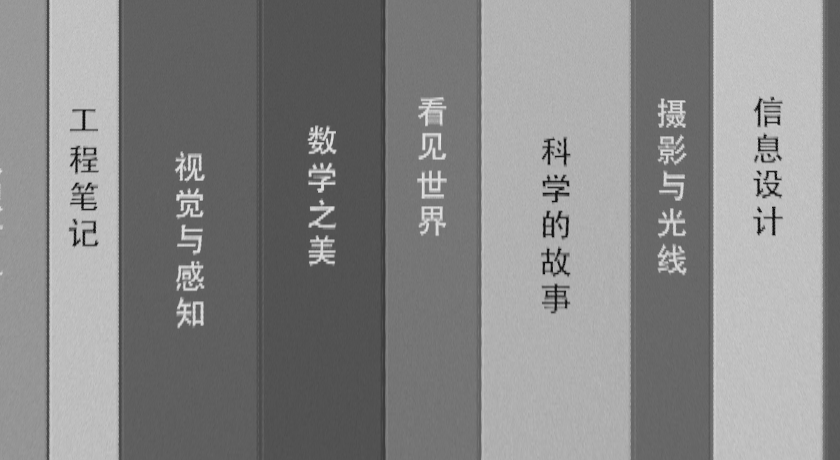 工程笔记
视觉与感知
数学之美
看见世界
科学的故事
摄影与光线
信息设计